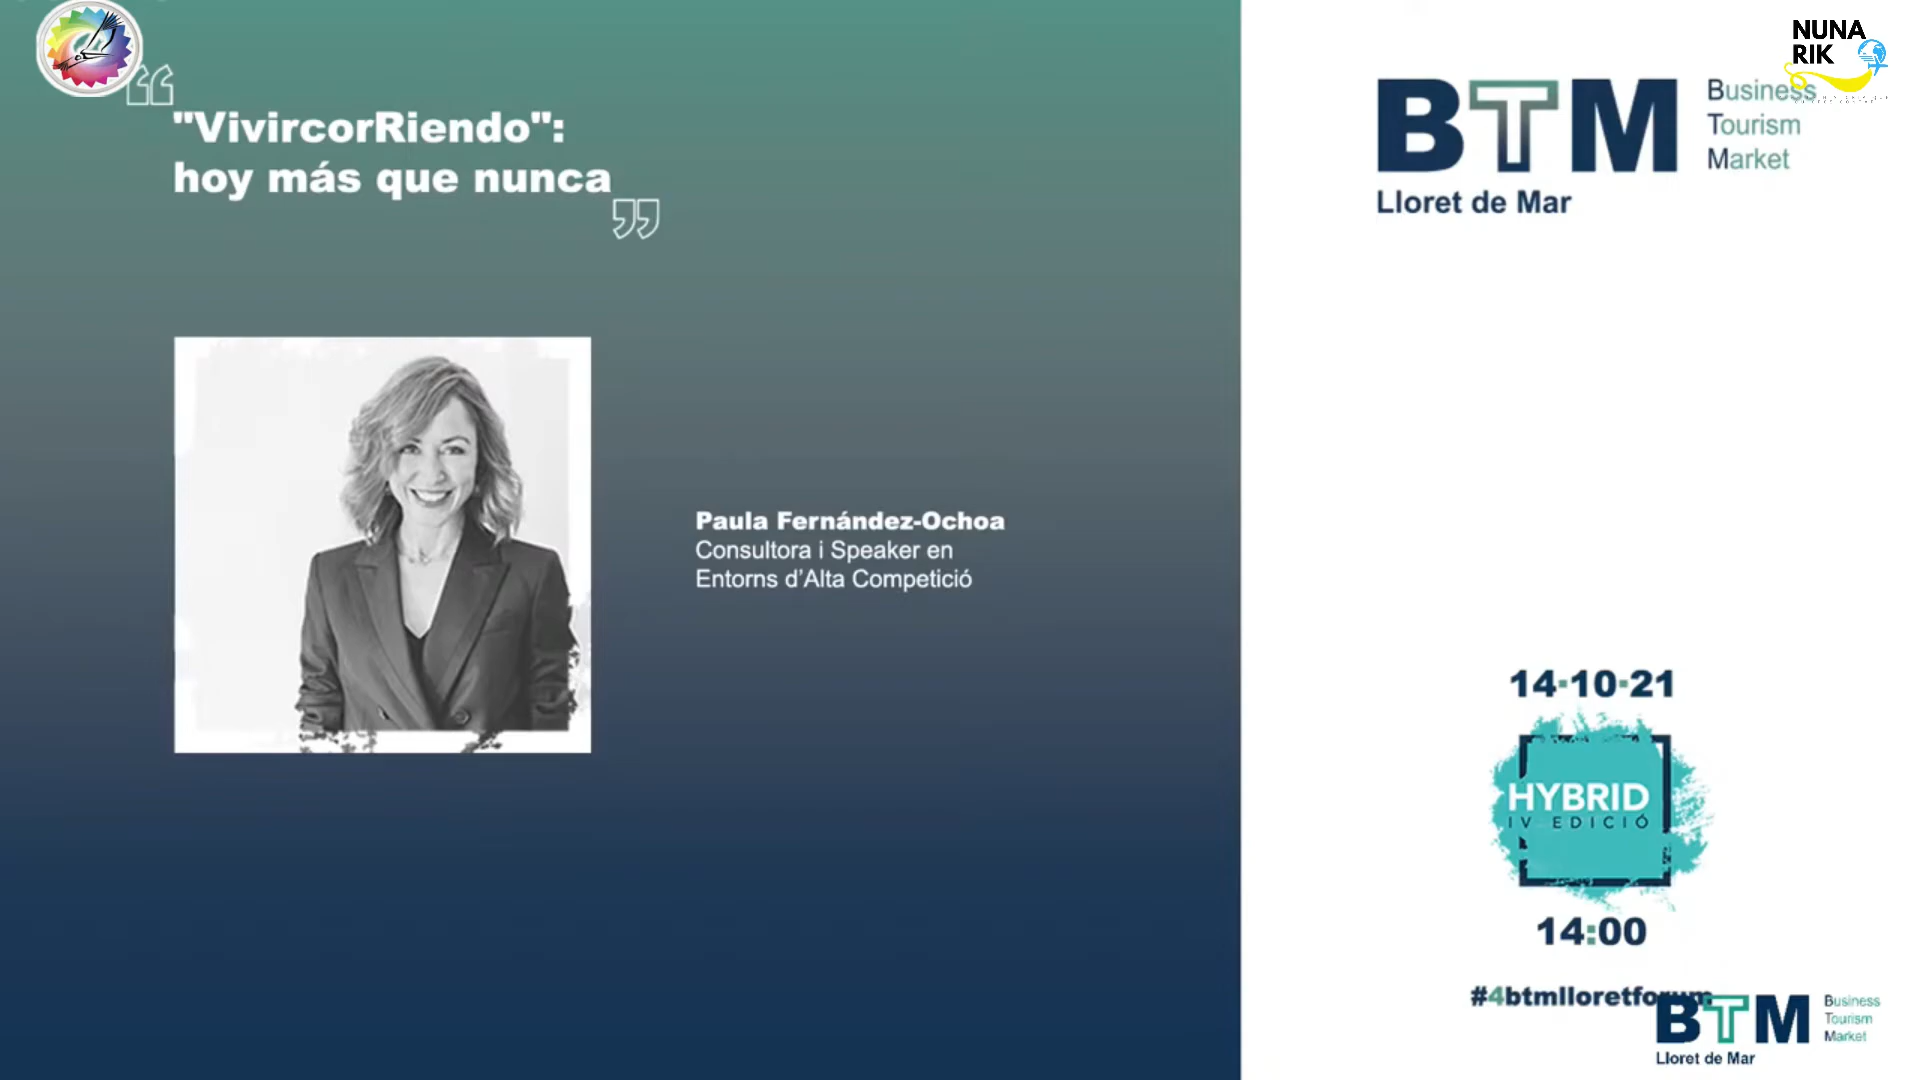 "VivircorRiendo":
hoy más que nunca
Paula Fernández-Ochoa
Consultora i Speaker en
Entorns d'Alta Competició
NUNA
RIK
BTM
Business
Tourism
Market
Lloret de Mar
14·10·21
HYBRID
IV EDICIÓ
14:00
#4btmlloretforum
BTM
Business
Tourism
Market
Lloret de Mar